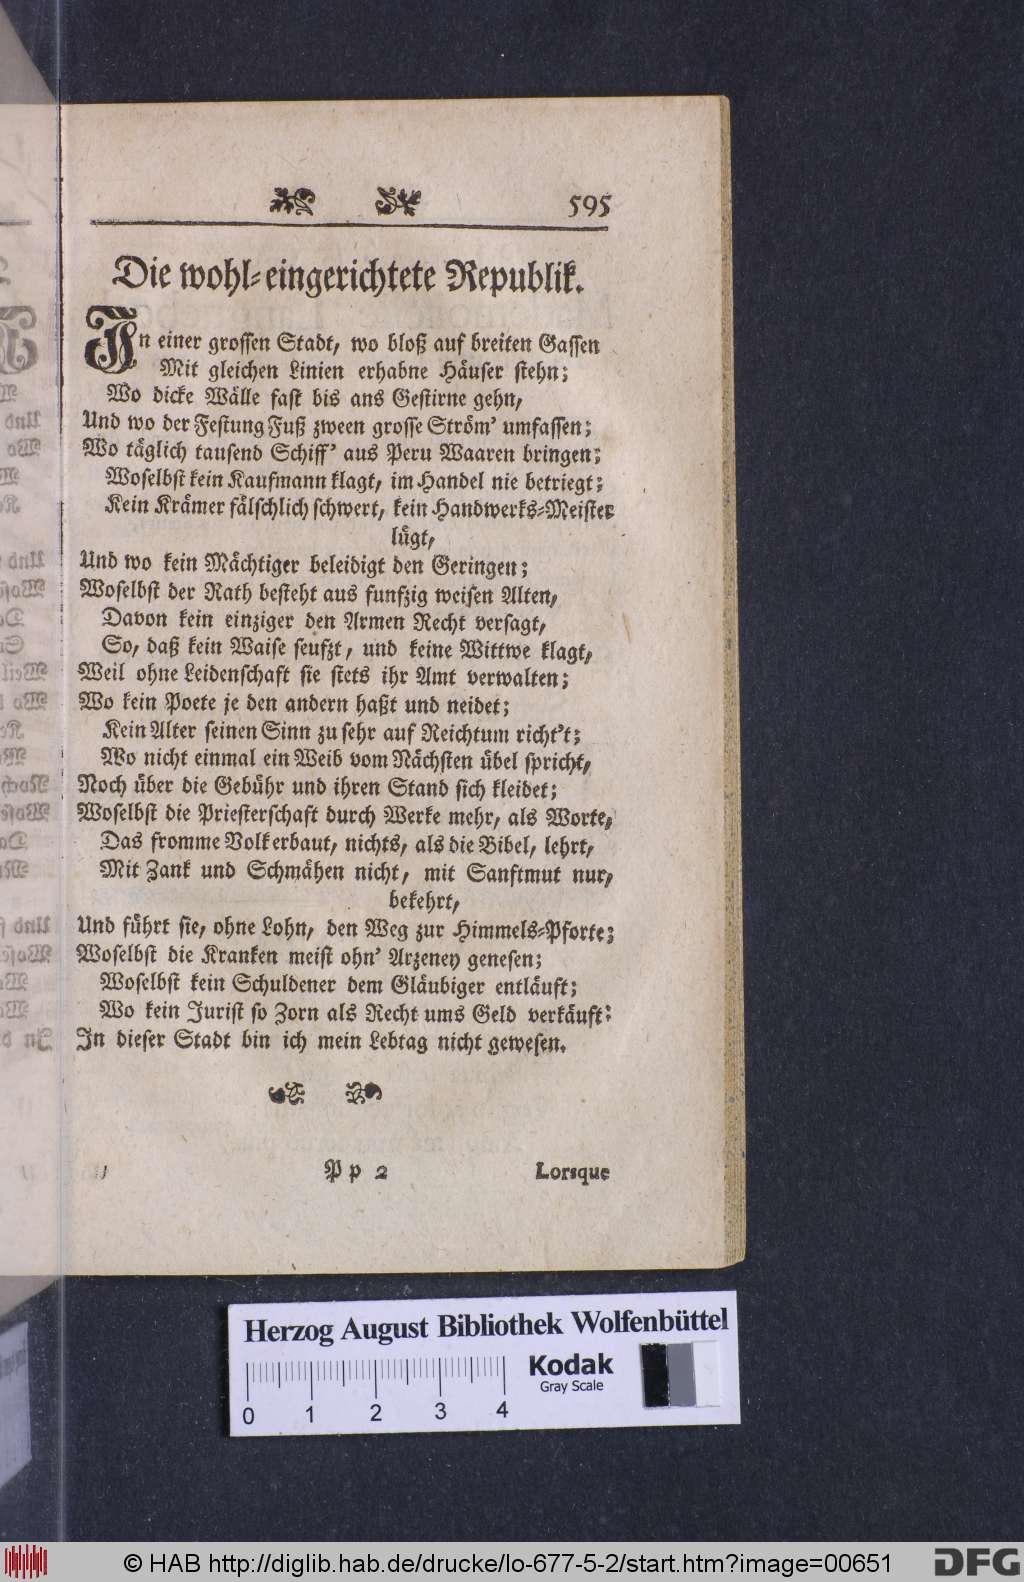 595
Die wohl-eingerichtete Republik.
In einer grossen Stadt, wo bloß auf breiten Gassen
Mit gleichen Linien erhabne Häuser stehn;
Wo dicke Wälle fast bis ans Gestirne gehn,
Und wo der Festung Fuß zween grosse Ström' umfassen;
Wo täglich tausend Schiff' aus Peru Waaren bringen;
Woselbst kein Kaufmann klagt, im Handel nie betriegt;
Kein Krämer fälschlich schwert, kein Handwerks-Meister
lügt,
Und wo kein Mächtiger beleidigt den Geringen;
Woselbst der Rath besteht aus funfzig weisen Alten,
Davon kein einziger den Armen Recht versagt,
So, daß kein Waise seufzt, und keine Wittwe klagt,
Weil ohne Leidenschaft sie stets ihr Amt verwalten;
Wo kein Poete je den andern haßt und neidet;
Kein Alter seinen Sinn zu sehr auf Reichtum richt't;
Wo nicht einmal ein Weib vom Nächsten übel spricht,
Noch über die Gebühr und ihren Stand sich kleidet;
Woselbst die Priesterschaft durch Werke mehr, als Worte,
Das fromme Volk erbaut, nichts, als die Bibel, lehrt,
Mit Zank und Schmähen nicht, mit Sanftmut nur,
bekehrt,
Und führt sie, ohne Lohn, den Weg zur Himmels-Pforte;
Woselbst die Kranken meist ohn' Arzeney genesen;
Woselbst kein Schuldener dem Gläubiger entläuft;
Wo kein Jurist so Zorn als Recht ums Geld verkäuft:
In dieser Stadt bin ich mein Lebtag nicht gewesen.
Pp 2
Lorsque
Herzog August Bibliothek Wolfenbüttel
Kodak
Gray Scale
0 1 2 3 4
© HAB http://diglib.hab.de/drucke/lo-677-5-2/start.htm?image=00651
DFG